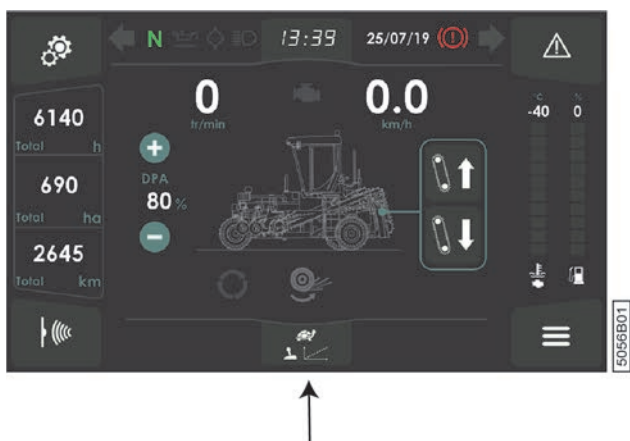 N 13:39 25/07/19
0 0.0
tr/min km/h
6140
Total h
690
Total ha
2645
Total km
DPA
80 %
°C %
-40 0
5056B01